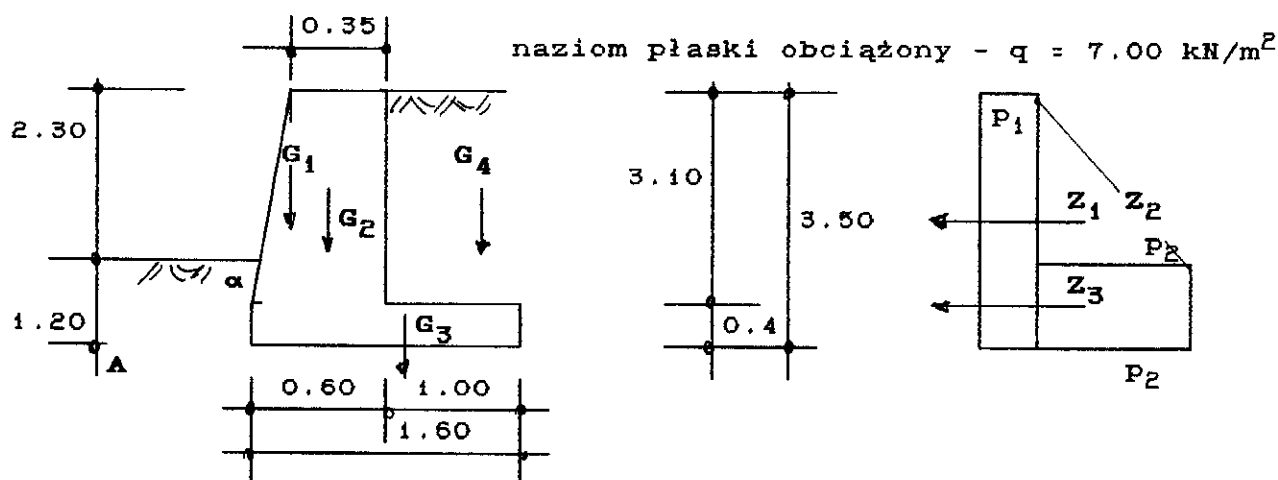 0.35
naziom płaski obciążony - q = 7.00 kN/m²
2.30
G₁
G₂
G₄
α
1.20
G₃
A
0.60
1.00
1.60
3.10
3.50
0.4
P₁
Z₁
Z₂
P₂
Z₃
P₂